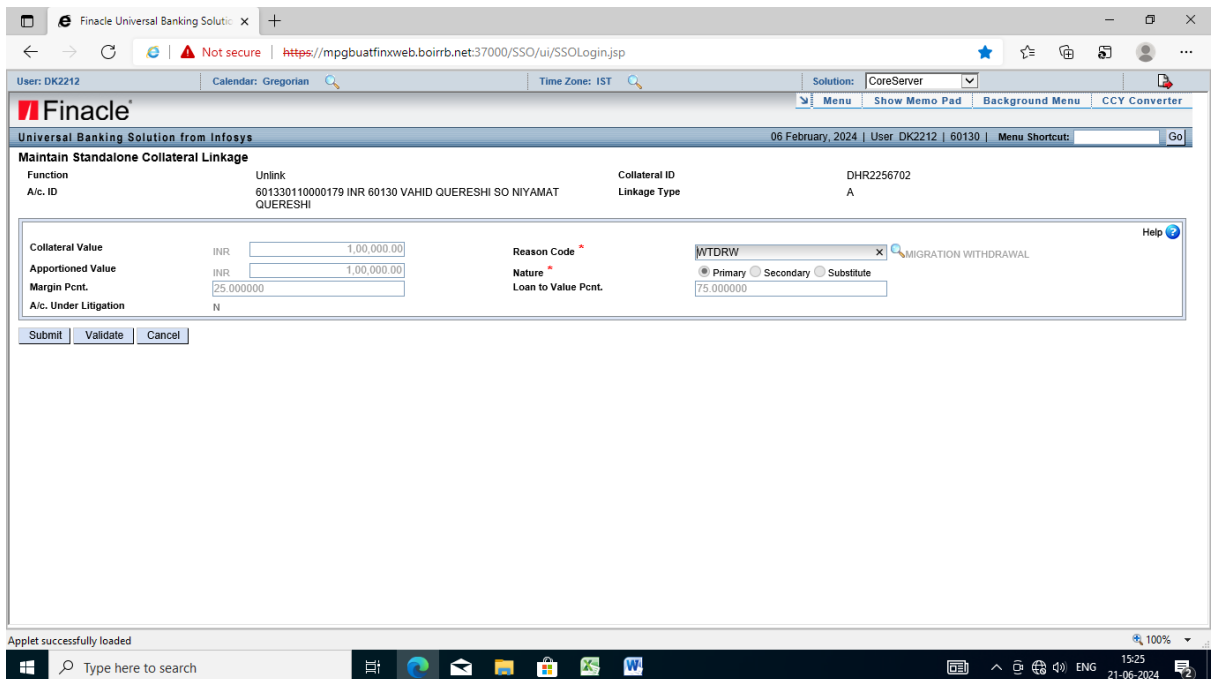 Finacle Universal Banking Solutic
Not secure | https://mpgbuatfinxweb.boirrb.net:37000/SSO/ui/SSOLogin.jsp
User: DK2212 Calendar: Gregorian Time Zone: IST Solution: CoreServer
Menu Show Memo Pad Background Menu CCY Converter
Finacle
Universal Banking Solution from Infosys 06 February, 2024 | User DK2212 | 60130 | Menu Shortcut: Go
Maintain Standalone Collateral Linkage
Function Unlink Collateral ID DHR2256702
A/c. ID 601330110000179 INR 60130 VAHID QUERESHI SO NIYAMAT Linkage Type A
QUERESHI
Help ?
Collateral Value INR 1,00,000.00 Reason Code * WTDRW MIGRATION WITHDRAWAL
Apportioned Value INR 1,00,000.00 Nature * Primary Secondary Substitute
Margin Pcnt. 25.000000 Loan to Value Pcnt. 75.000000
A/c. Under Litigation N
Submit Validate Cancel
Applet successfully loaded 100%
Type here to search ENG 15:25
21-06-2024
2